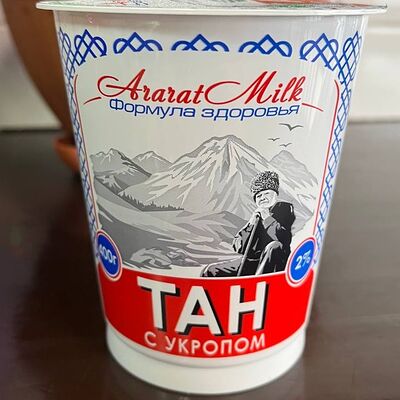 Ararat Milk
формула здоровья
400г
2%
ТАН
С УКРОПОМ